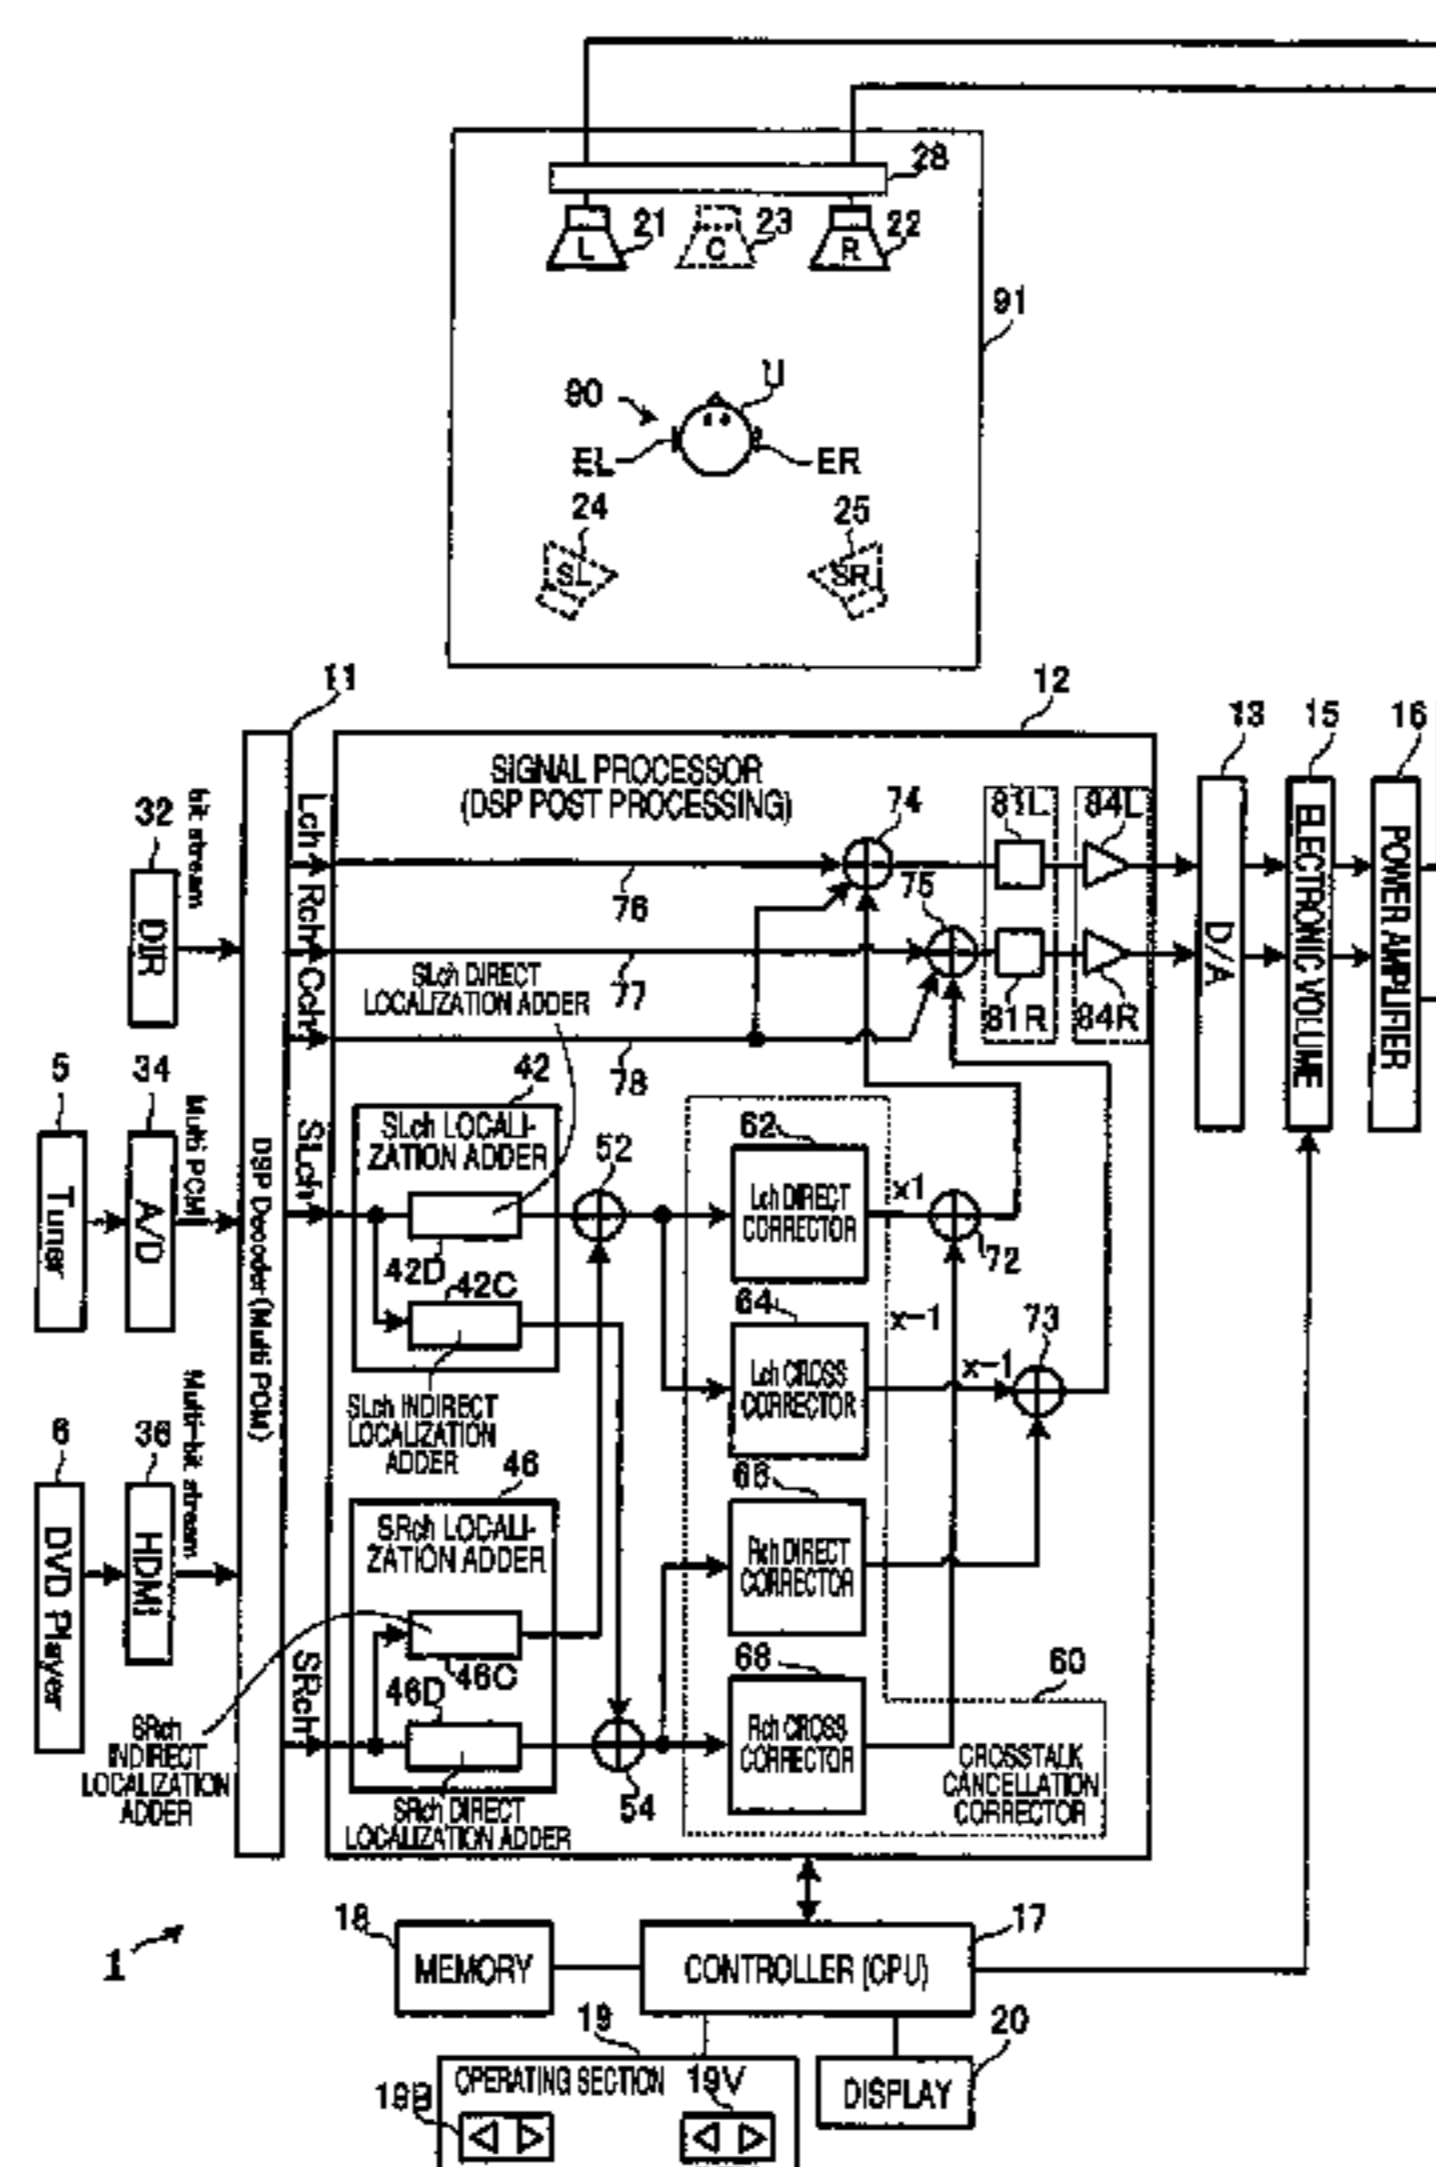 28
21
23
22
L
C
R
91
U
90
EL
ER
24
25
SL
SR
11
12
13
15
16
SIGNAL PROCESSOR
(DSP POST PROCESSING)
74
81L
84L
32
bit stream
Lch
76
75
Rch
DIR
SLch DIRECT
LOCALIZATION ADDER
77
Cch
81R
84R
D/A
ELECTRONIC VOLUME
POWER AMPLIFIER
78
5
34
Multi PCM
42
SLch LOCALI-
ZATION ADDER
52
62
Tuner
A/D
DSP Decoder (Multi PCM)
SLch
Lch DIRECT
CORRECTOR
x1
72
42D
42C
64
x-1
73
Lch CROSS
CORRECTOR
x-1
SLch INDIRECT
LOCALIZATION
ADDER
6
36
Multi-bit stream
46
66
SRch LOCALI-
ZATION ADDER
DVD Player
HDMI
Rch DIRECT
CORRECTOR
46C
46D
68
60
SRch
SRch
INDIRECT
LOCALIZATION
ADDER
Rch CROSS
CORRECTOR
CROSSTALK
CANCELLATION
CORRECTOR
54
SRch DIRECT
LOCALIZATION ADDER
1
18
17
MEMORY
CONTROLLER (CPU)
19
20
OPERATING SECTION
19V
19B
DISPLAY